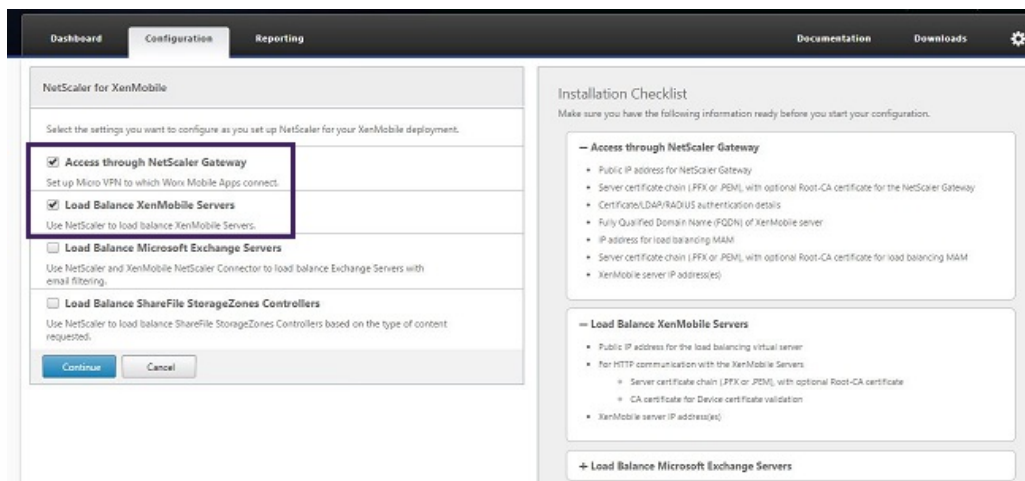 Dashboard
Configuration
Reporting
Documentation
Downloads
NetScaler for XenMobile
Select the settings you want to configure as you set up NetScaler for your XenMobile deployment.
Access through NetScaler Gateway
Set up Micro VPN to which Worx Mobile Apps connect.
Load Balance XenMobile Servers
Use NetScaler to load balance XenMobile Servers.
Load Balance Microsoft Exchange Servers
Use NetScaler and XenMobile NetScaler Connector to load balance Exchange Servers with
email filtering.
Load Balance ShareFile StorageZones Controllers
Use NetScaler to load balance ShareFile StorageZones Controllers based on the type of content
requested.
Continue
Cancel
Installation Checklist
Make sure you have the following information ready before you start your configuration.
Access through NetScaler Gateway
Public IP address for NetScaler Gateway
Server certificate chain (.PFX or .PEM), with optional Root-CA certificate for the NetScaler Gateway
Certificate/LDAP/RADIUS authentication details
Fully Qualified Domain Name (FQDN) of XenMobile server
IP address for load balancing MAM
Server certificate chain (.PFX or .PEM), with optional Root-CA certificate for load balancing MAM
XenMobile server IP address(es)
Load Balance XenMobile Servers
Public IP address for the load balancing virtual server
For HTTP communication with the XenMobile Servers
Server certificate chain (.PFX or .PEM), with optional Root-CA certificate
CA certificate for Device certificate validation
XenMobile server IP address(es)
Load Balance Microsoft Exchange Servers